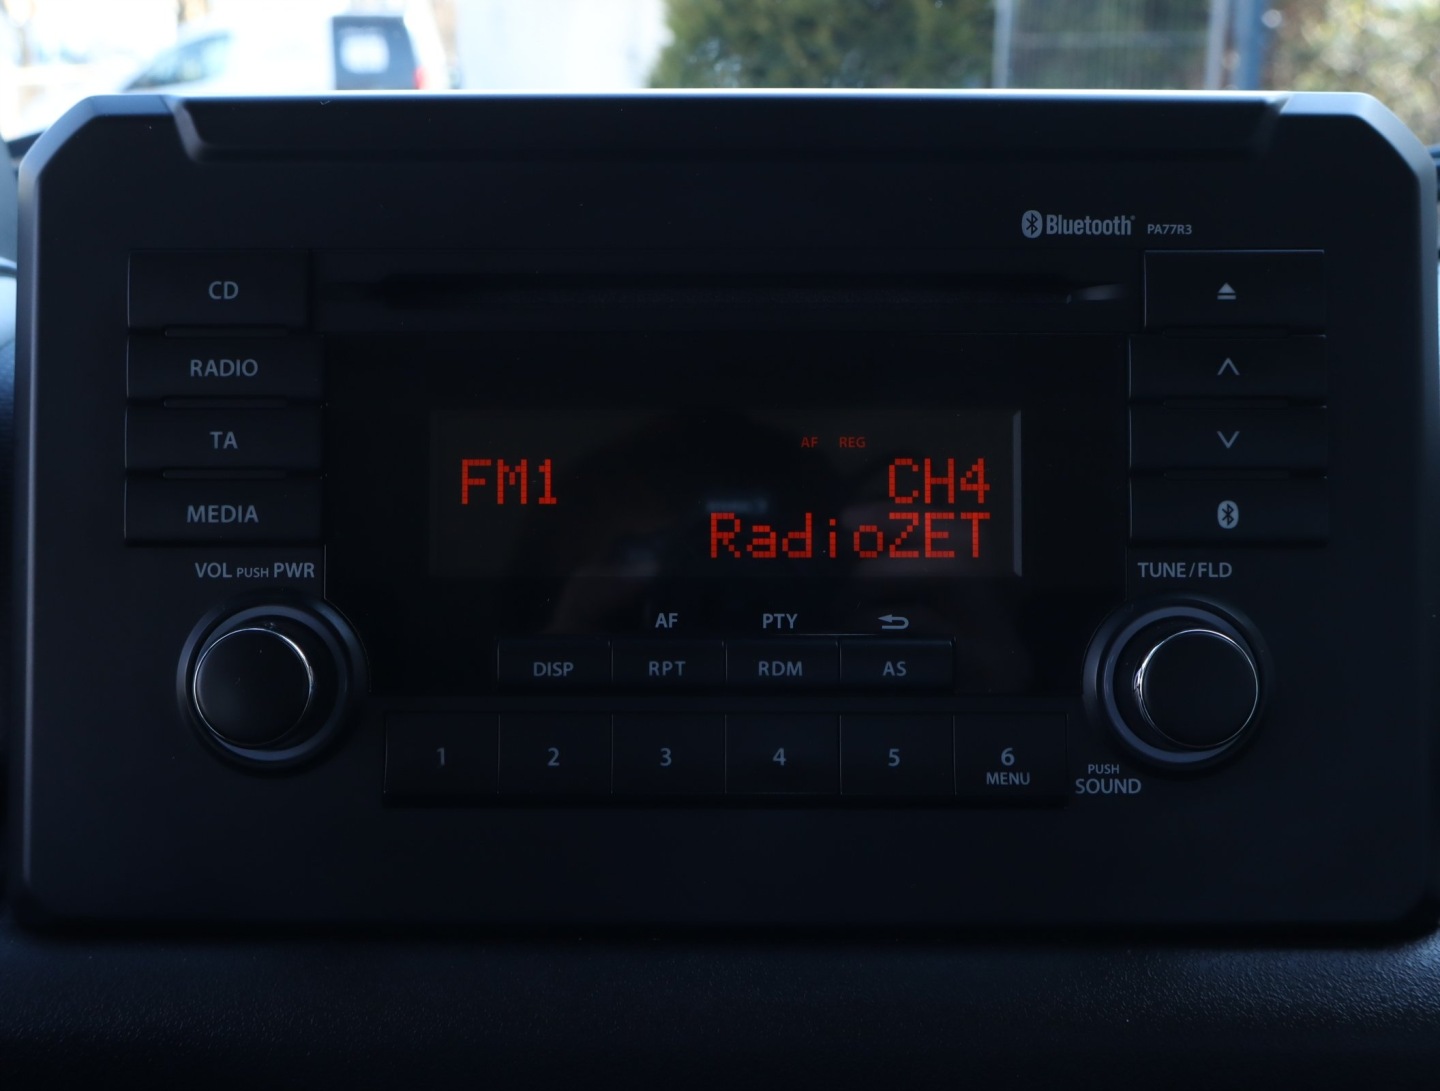 Bluetooth® PA77R3
CD
RADIO
TA
MEDIA
AF REG
FM1 CH4
RadioZET
VOL PUSH PWR
TUNE/FLD
AF PTY
DISP RPT RDM AS
1 2 3 4 5 6
MENU
PUSH
SOUND